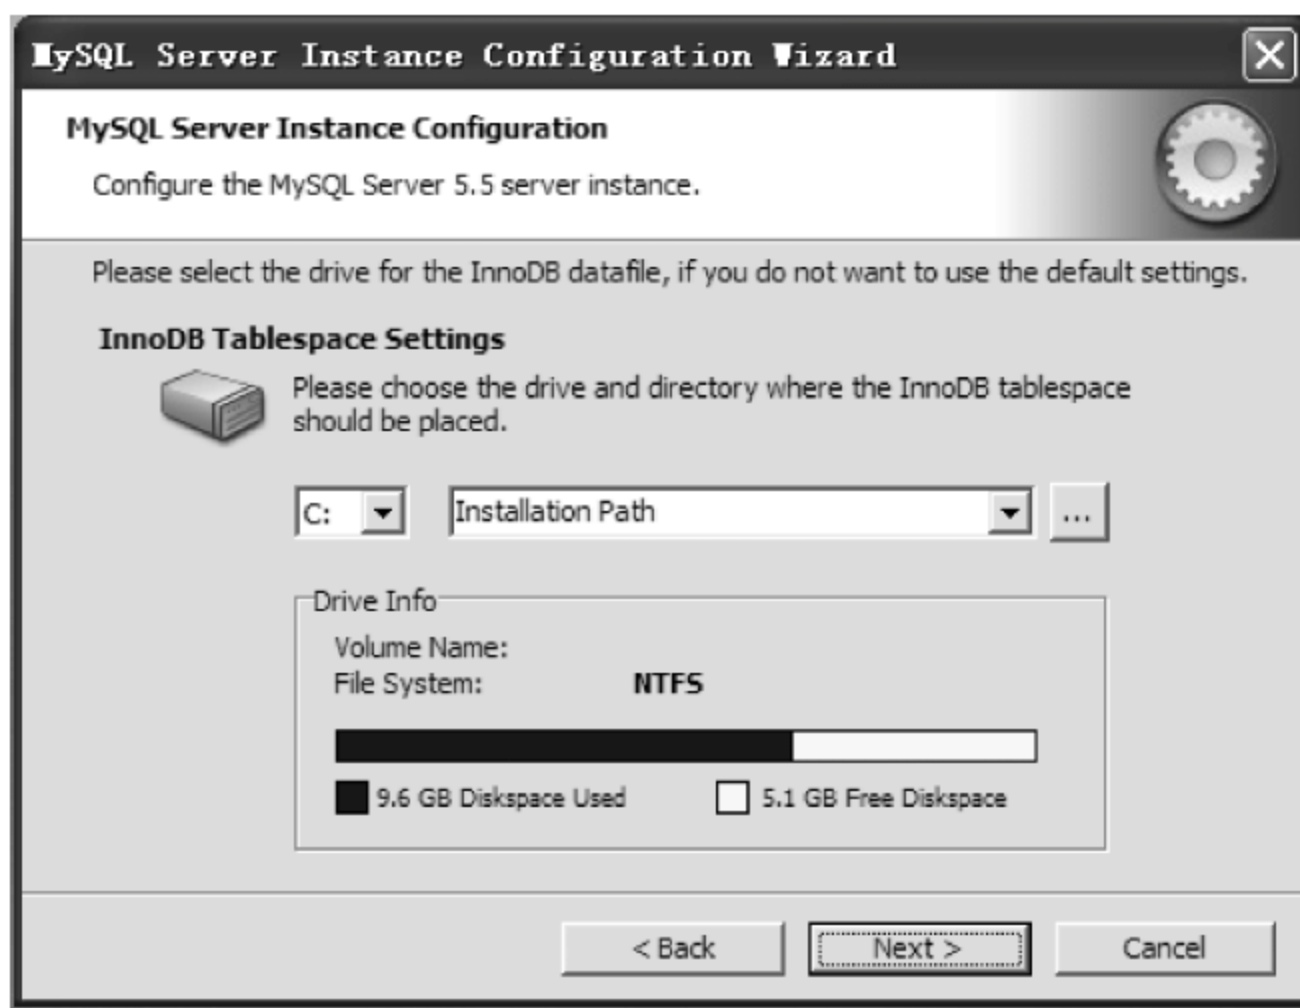 MySQL Server Instance Configuration Wizard
MySQL Server Instance Configuration
Configure the MySQL Server 5.5 server instance.
Please select the drive for the InnoDB datafile, if you do not want to use the default settings.
InnoDB Tablespace Settings
Please choose the drive and directory where the InnoDB tablespace
should be placed.
C: Installation Path ...
Drive Info
Volume Name:
File System: NTFS
9.6 GB Diskspace Used 5.1 GB Free Diskspace
< Back Next > Cancel